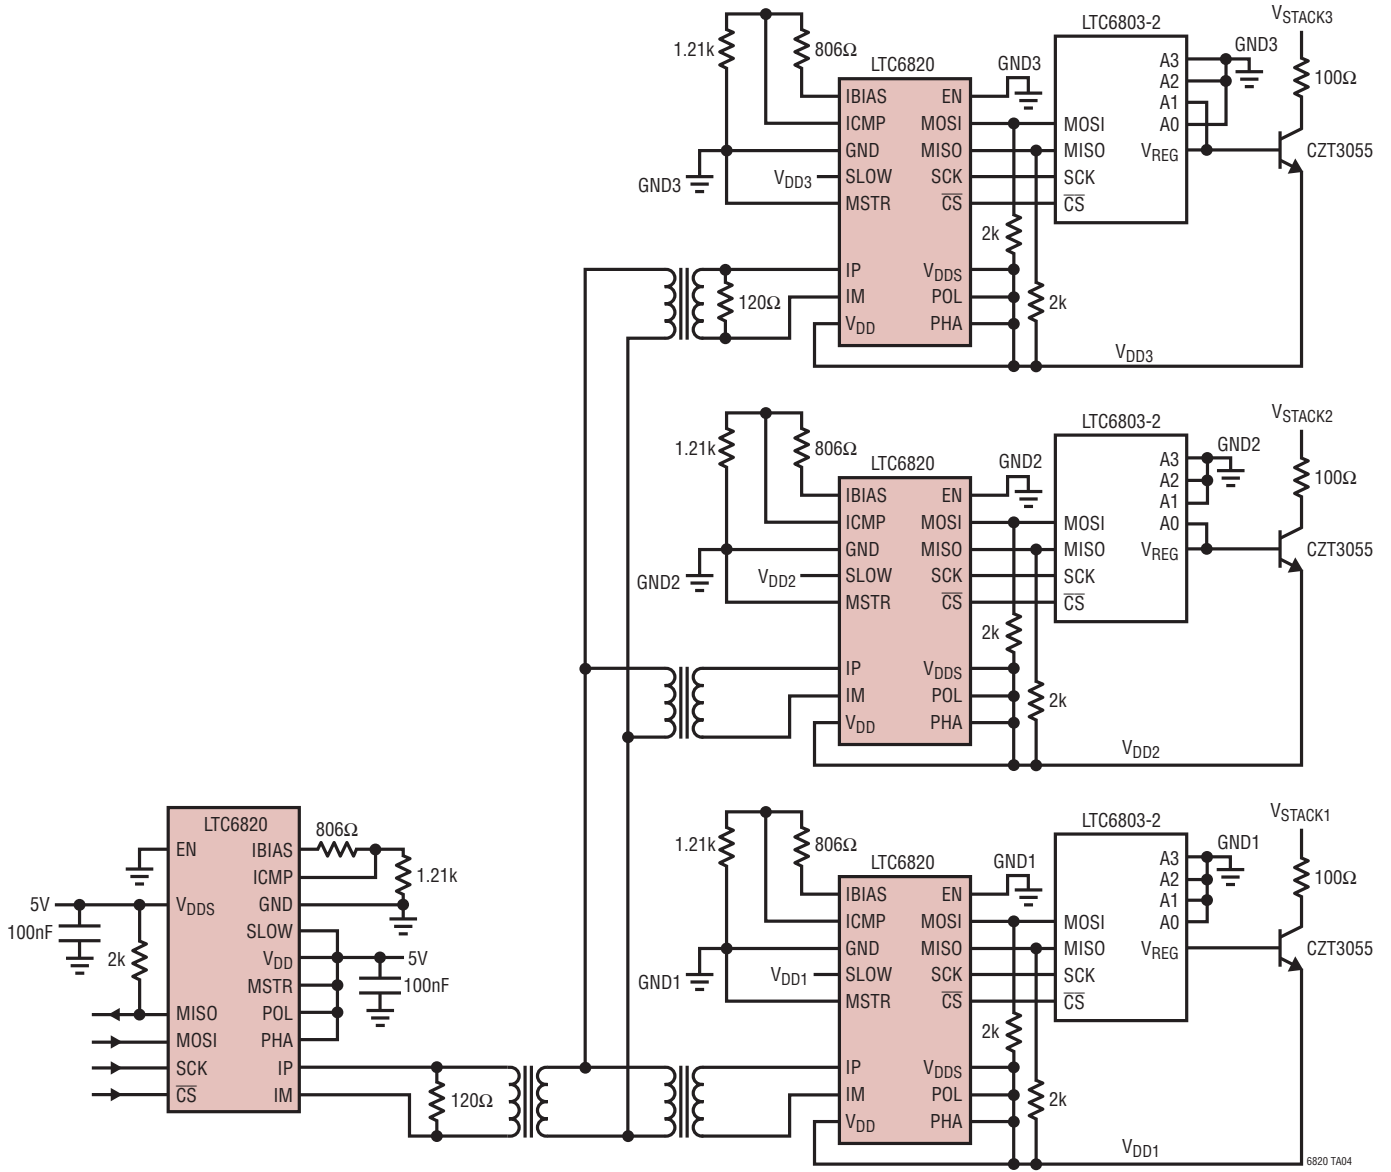 VSTACK3
LTC6803-2
1.21k
806Ω
LTC6820
GND3
GND3
100Ω
A3
A2
A1
A0
VREG
CZT3055
IBIAS
EN
ICMP
MOSI
MOSI
GND
MISO
MISO
GND3
VDD3
SLOW
SCK
SCK
MSTR
CS
CS
2k
IP
VDDS
120Ω
IM
POL
2k
VDD
PHA
VDD3
VSTACK2
LTC6803-2
1.21k
806Ω
LTC6820
GND2
GND2
100Ω
A3
A2
A1
A0
VREG
CZT3055
IBIAS
EN
ICMP
MOSI
MOSI
GND
MISO
MISO
GND2
VDD2
SLOW
SCK
SCK
MSTR
CS
CS
2k
IP
VDDS
IM
POL
2k
VDD
PHA
VDD2
VSTACK1
LTC6803-2
1.21k
806Ω
LTC6820
GND1
GND1
100Ω
A3
A2
A1
A0
VREG
CZT3055
IBIAS
EN
ICMP
MOSI
MOSI
GND
MISO
MISO
GND1
VDD1
SLOW
SCK
SCK
MSTR
CS
CS
2k
IP
VDDS
IM
POL
2k
VDD
PHA
VDD1
LTC6820
806Ω
EN
IBIAS
ICMP
1.21k
5V
VDDS
GND
100nF
SLOW
2k
VDD
5V
MSTR
100nF
MISO
POL
MOSI
PHA
SCK
IP
CS
IM
120Ω
6820 TA04